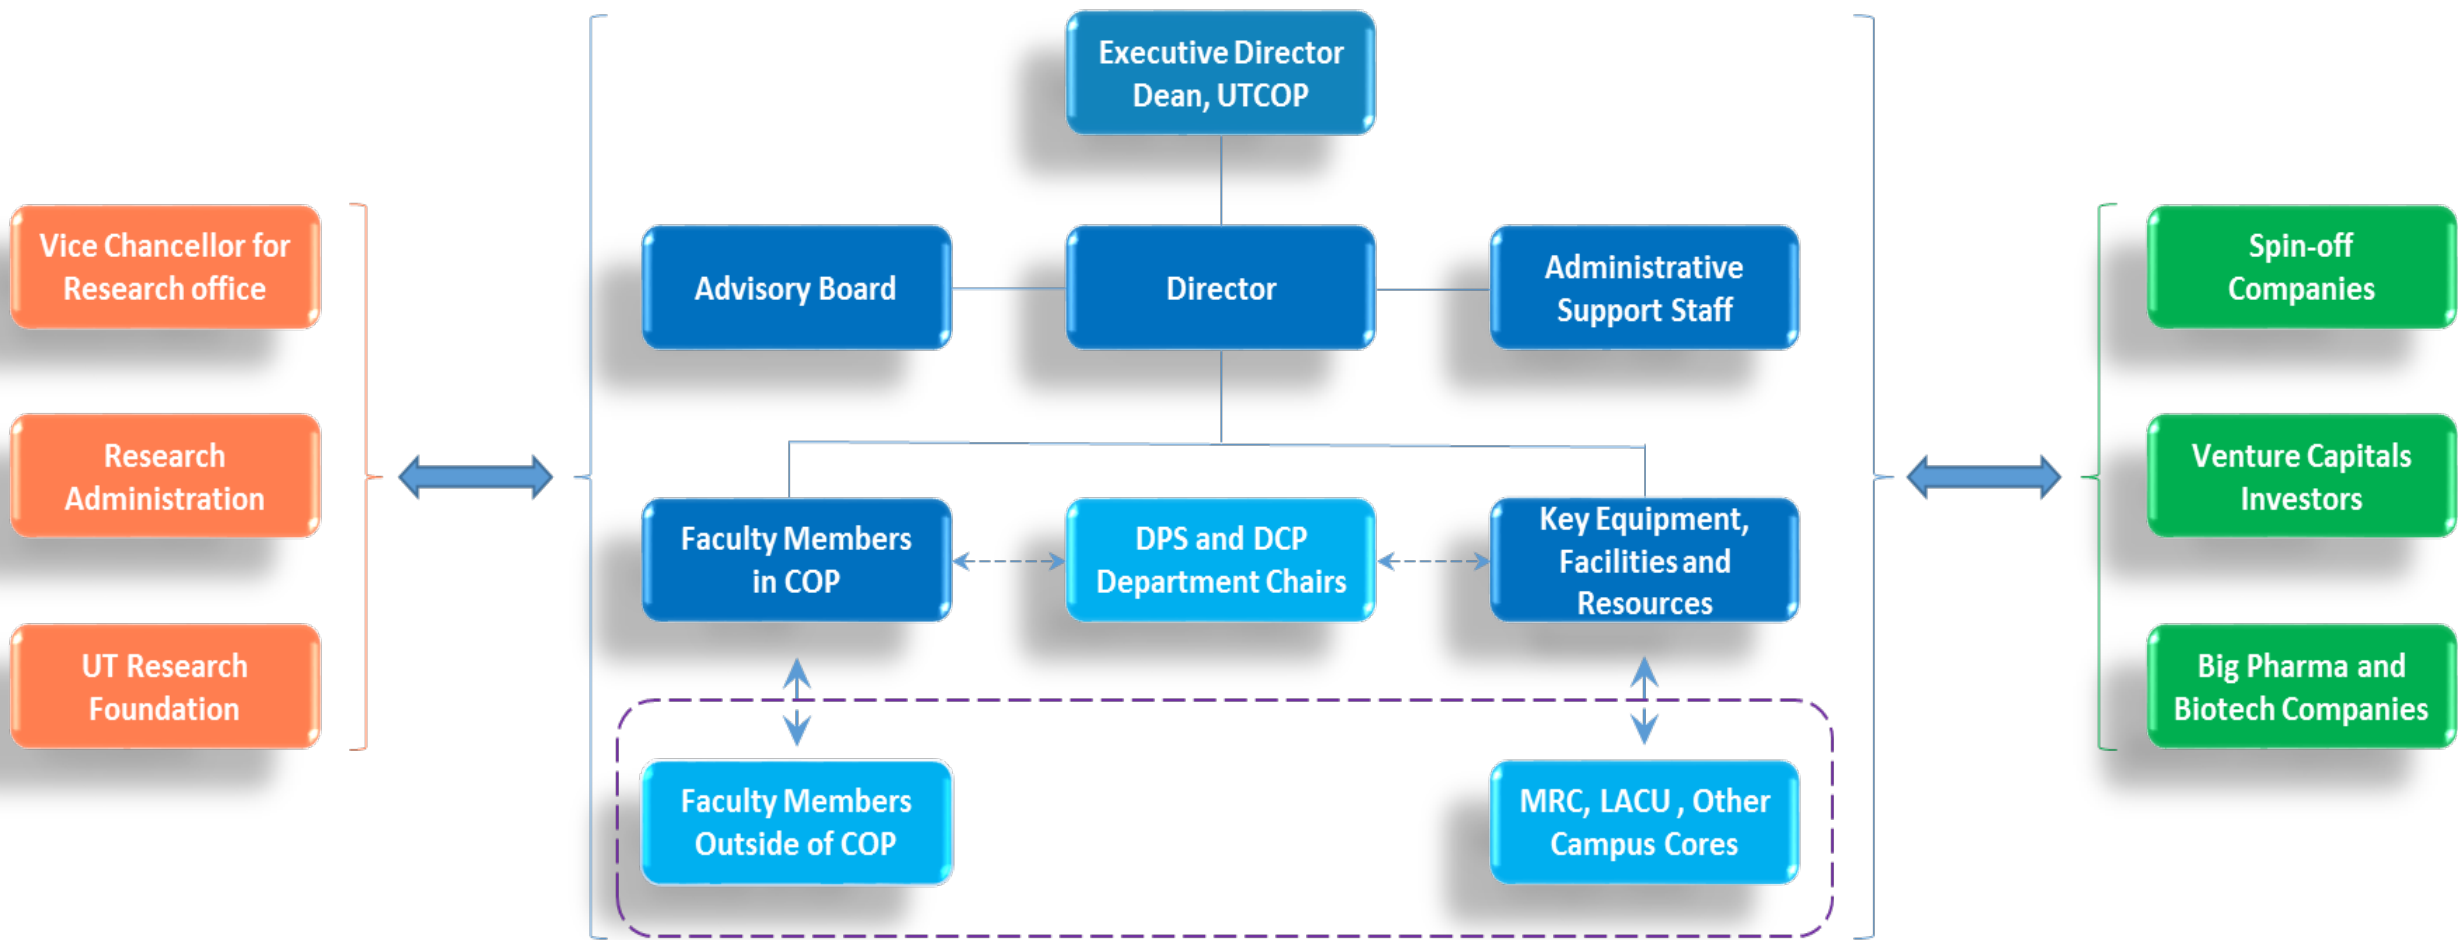 Executive Director
Dean, UTCOP
Vice Chancellor for
Research office
Advisory Board
Director
Administrative
Support Staff
Spin-off
Companies
Research
Administration
Venture Capitals
Investors
Faculty Members
in COP
DPS and DCP
Department Chairs
Key Equipment,
Facilities and
Resources
UT Research
Foundation
Big Pharma and
Biotech Companies
Faculty Members
Outside of COP
MRC, LACU , Other
Campus Cores